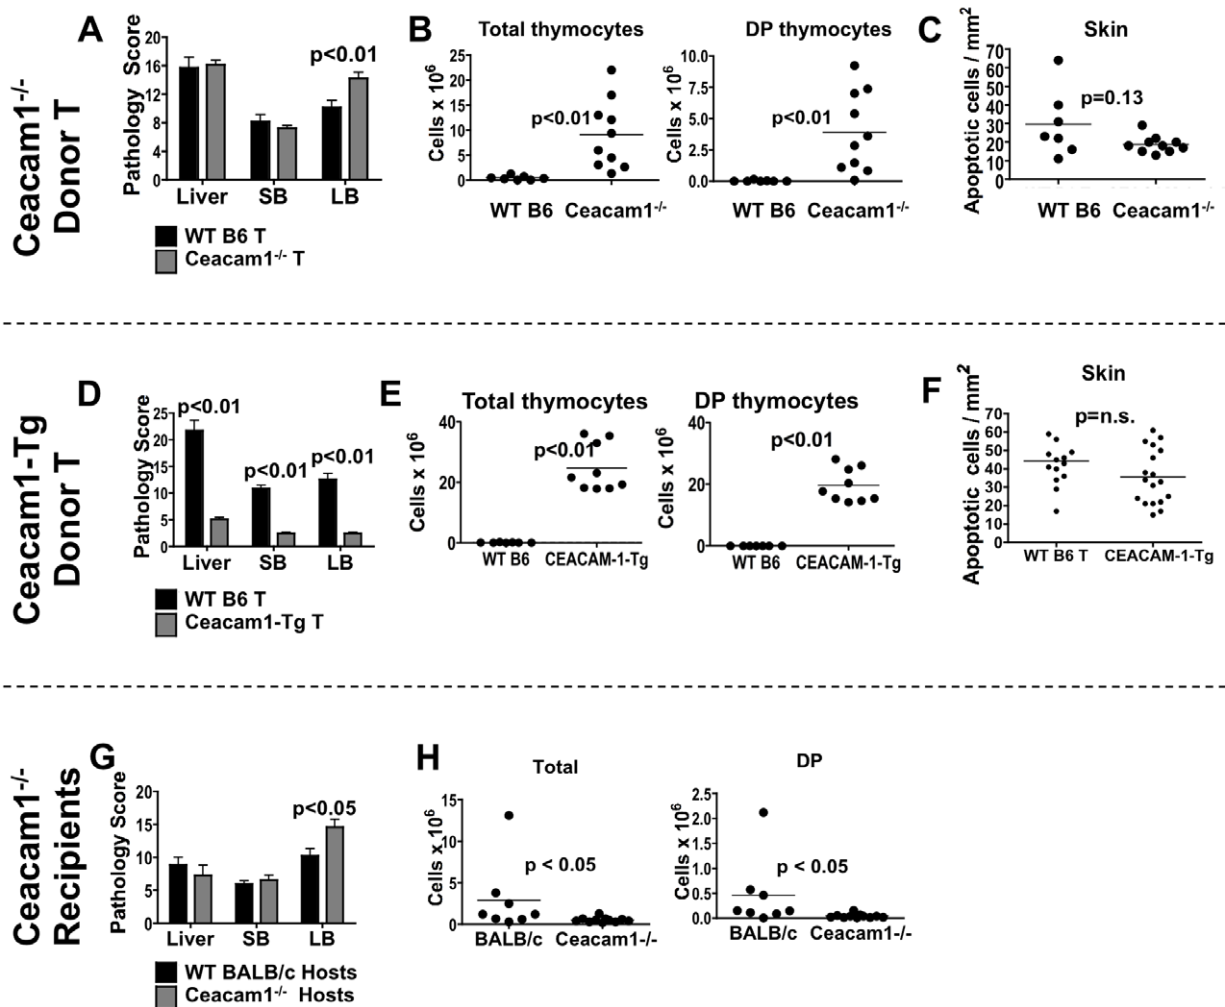 Ceacam1-/-
Donor T
A
Pathology Score
20
16
12
8
4
0
p<0.01
Liver SB LB
WT B6 T
Ceacam1-/- T
B
Total thymocytes
Cells x 10^6
25
20
15
10
5
0
p<0.01
WT B6 Ceacam1-/-
DP thymocytes
Cells x 10^6
10.0
7.5
5.0
2.5
0.0
p<0.01
WT B6 Ceacam1-/-
C
Skin
Apoptotic cells / mm2
70
60
50
40
30
20
10
0
p=0.13
WT B6 Ceacam1-/-
Ceacam1-Tg
Donor T
D
Pathology Score
25
20
15
10
5
0
p<0.01
p<0.01 p<0.01
Liver SB LB
WT B6 T
Ceacam1-Tg T
E
Total thymocytes
Cells x 10^6
40
20
0
p<0.01
WT B6 CEACAM-1-Tg
DP thymocytes
Cells x 10^6
40
20
0
p<0.01
WT B6 CEACAM-1-Tg
F
Skin
Apoptotic cells / mm2
70
60
50
40
30
20
10
0
p=n.s.
WT B6 T CEACAM-1-Tg
Ceacam1-/-
Recipients
G
Pathology Score
20
15
10
5
0
p<0.05
Liver SB LB
WT BALB/c Hosts
Ceacam1-/- Hosts
H
Total
Cells x 10^6
15
10
5
0
p < 0.05
BALB/c Ceacam1-/-
DP
Cells x 10^6
2.5
2.0
1.5
1.0
0.5
0.0
p < 0.05
BALB/c Ceacam1-/-